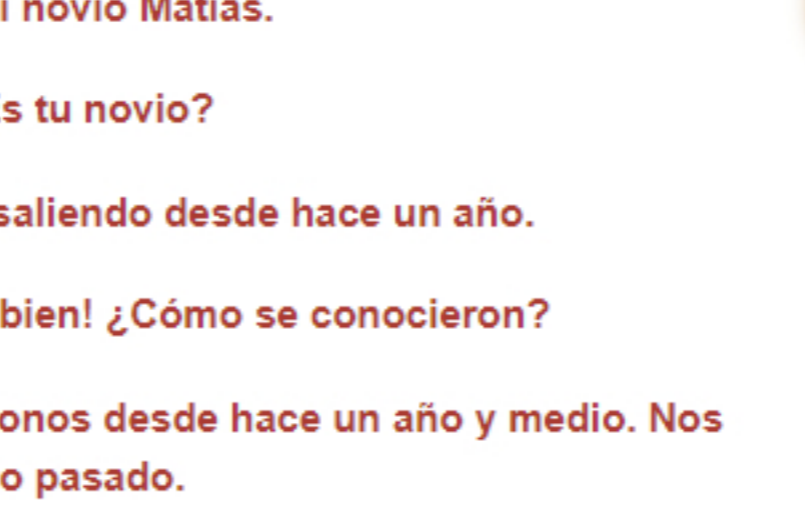 i novio Matías.
s tu novio?
saliendo desde hace un año.
bien! ¿Cómo se conocieron?
onos desde hace un año y medio. Nos
o pasado.